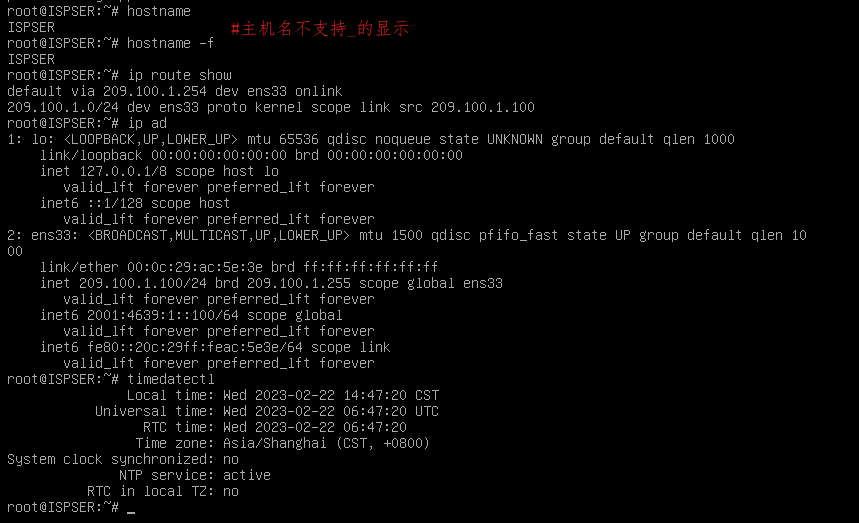 root@ISPSER:~# hostname
ISPSER
#主机名不支持_的显示
root@ISPSER:~# hostname -f
ISPSER
root@ISPSER:~# ip route show
default via 209.100.1.254 dev ens33 onlink
209.100.1.0/24 dev ens33 proto kernel scope link src 209.100.1.100
root@ISPSER:~# ip ad
1: lo: <LOOPBACK,UP,LOWER_UP> mtu 65536 qdisc noqueue state UNKNOWN group default qlen 1000
    link/loopback 00:00:00:00:00:00 brd 00:00:00:00:00:00
    inet 127.0.0.1/8 scope host lo
       valid_lft forever preferred_lft forever
    inet6 ::1/128 scope host
       valid_lft forever preferred_lft forever
2: ens33: <BROADCAST,MULTICAST,UP,LOWER_UP> mtu 1500 qdisc pfifo_fast state UP group default qlen 10
00
    link/ether 00:0c:29:ac:5e:3e brd ff:ff:ff:ff:ff:ff
    inet 209.100.1.100/24 brd 209.100.1.255 scope global ens33
       valid_lft forever preferred_lft forever
    inet6 2001:4639:1::100/64 scope global
       valid_lft forever preferred_lft forever
    inet6 fe80::20c:29ff:feac:5e3e/64 scope link
       valid_lft forever preferred_lft forever
root@ISPSER:~# timedatectl
               Local time: Wed 2023-02-22 14:47:20 CST
           Universal time: Wed 2023-02-22 06:47:20 UTC
                 RTC time: Wed 2023-02-22 06:47:20
                Time zone: Asia/Shanghai (CST, +0800)
System clock synchronized: no
              NTP service: active
          RTC in local TZ: no
root@ISPSER:~# _